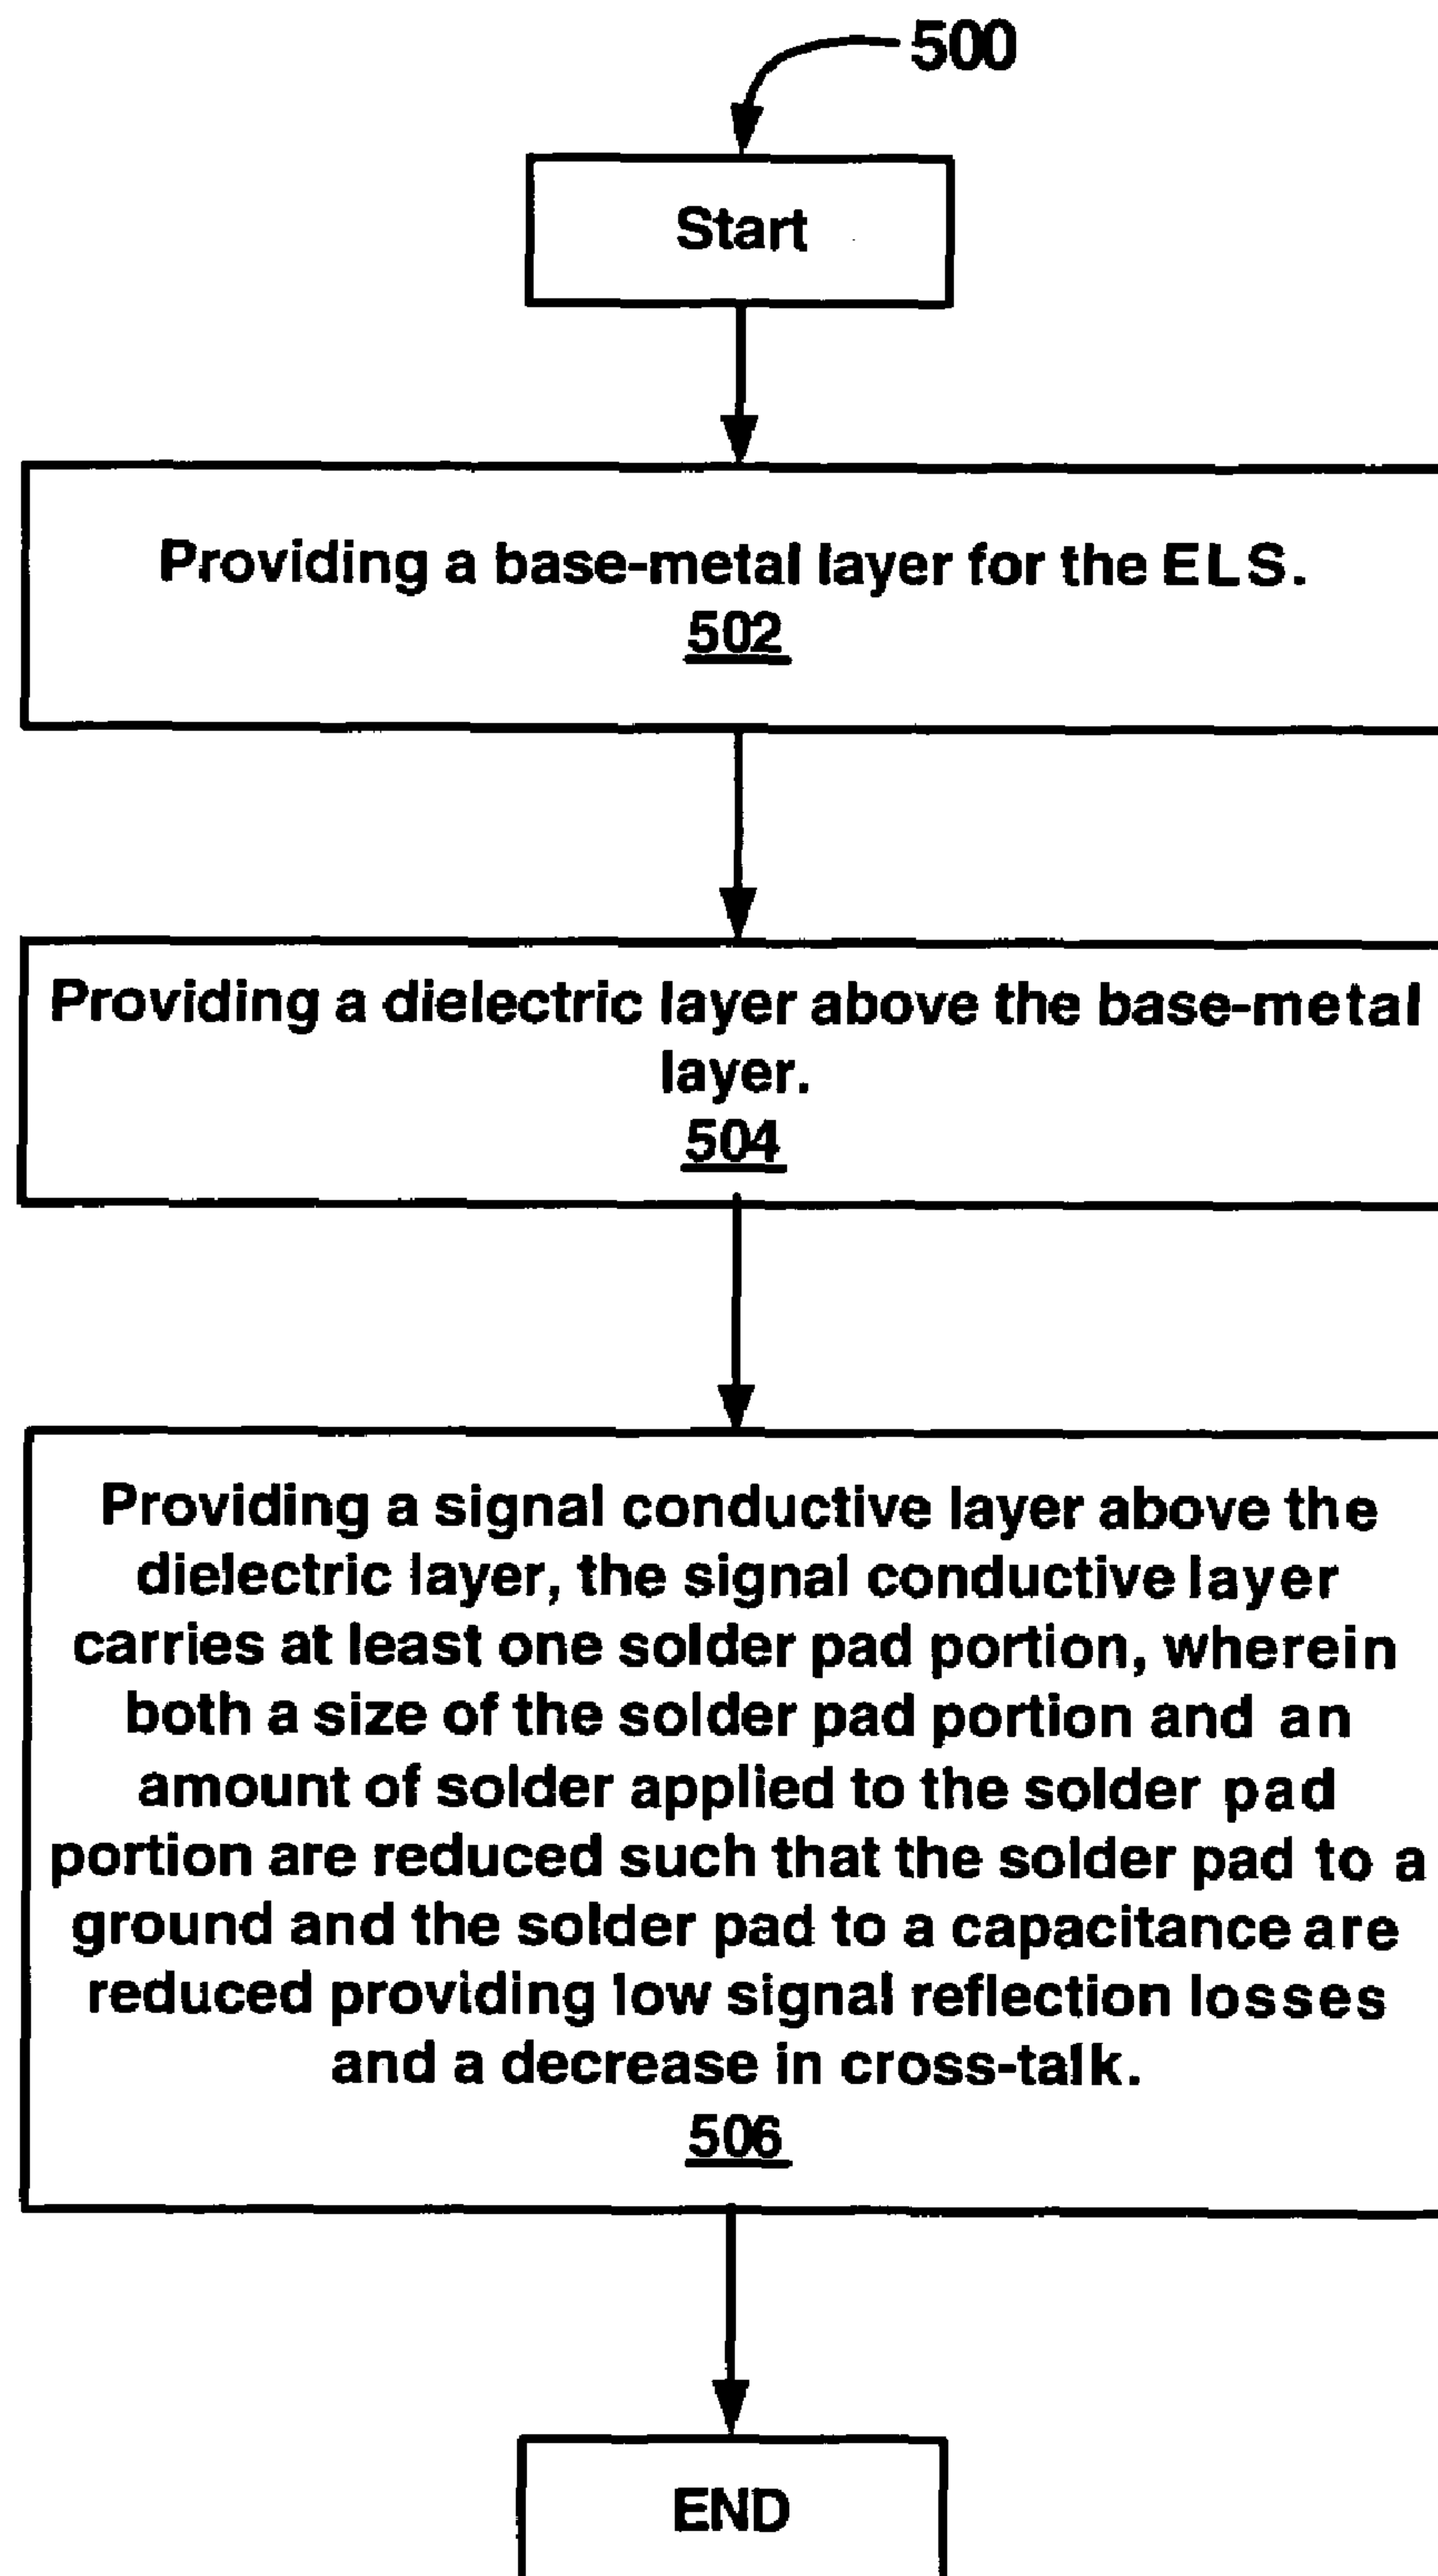 500
Start
Providing a base-metal layer for the ELS.
502
Providing a dielectric layer above the base-metal
layer.
504
Providing a signal conductive layer above the
dielectric layer, the signal conductive layer
carries at least one solder pad portion, wherein
both a size of the solder pad portion and an
amount of solder applied to the solder pad
portion are reduced such that the solder pad to a
ground and the solder pad to a capacitance are
reduced providing low signal reflection losses
and a decrease in cross-talk.
506
END